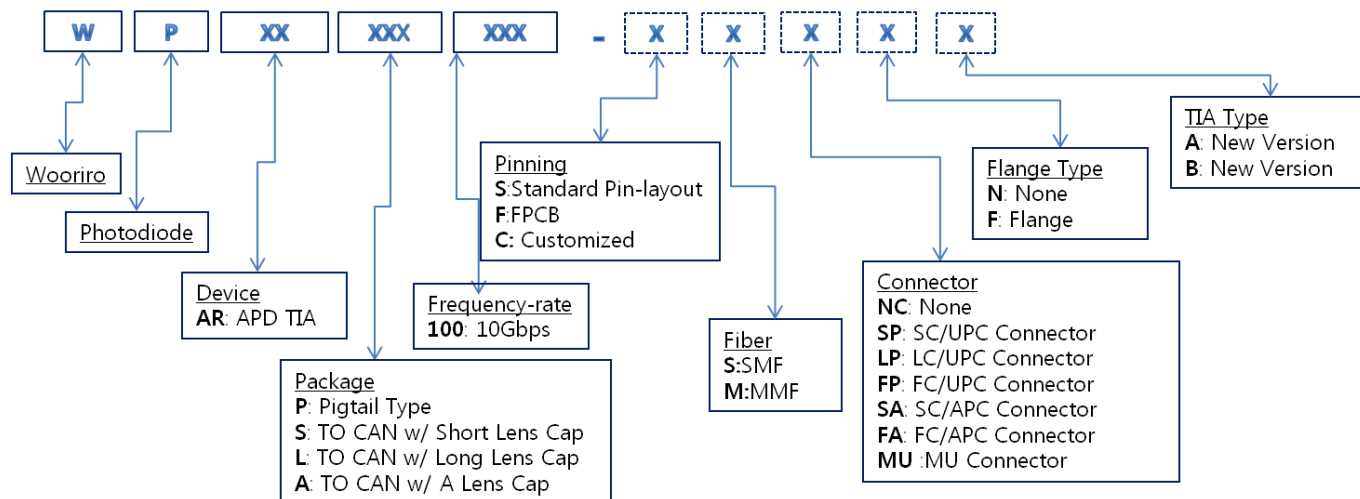 W P XX XXX XXX - X X X X X
Wooriro
Photodiode
Device
AR: APD TIA
Package
P: Pigtail Type
S: TO CAN w/ Short Lens Cap
L: TO CAN w/ Long Lens Cap
A: TO CAN w/ A Lens Cap
Frequency-rate
100: 10Gbps
Pinning
S:Standard Pin-layout
F:FPCB
C: Customized
Fiber
S:SMF
M:MMF
Connector
NC: None
SP: SC/UPC Connector
LP: LC/UPC Connector
FP: FC/UPC Connector
SA: SC/APC Connector
FA: FC/APC Connector
MU :MU Connector
Flange Type
N: None
F: Flange
TIA Type
A: New Version
B: New Version